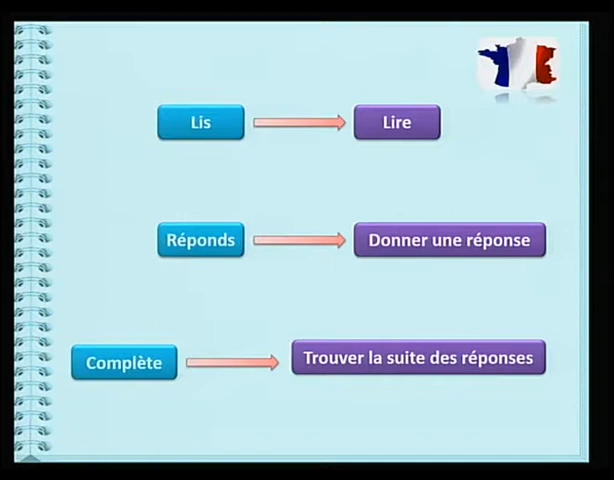 Lis
Lire
Réponds
Donner une réponse
Complète
Trouver la suite des réponses